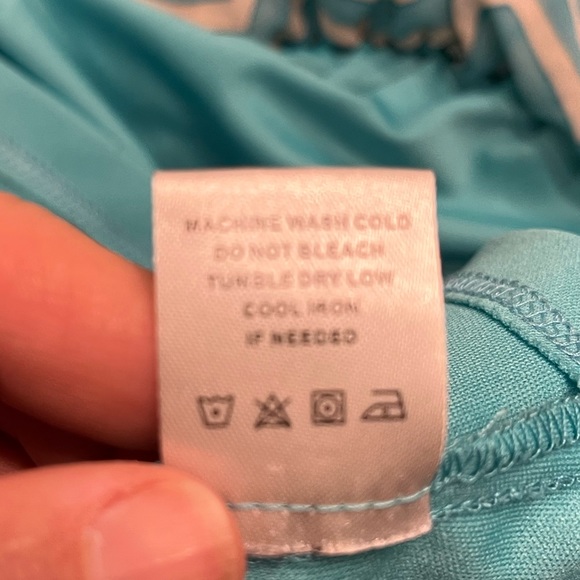 MACHINE WASH COLD
DO NOT BLEACH
TUMBLE DRY LOW
COOL IRON
IF NEEDED